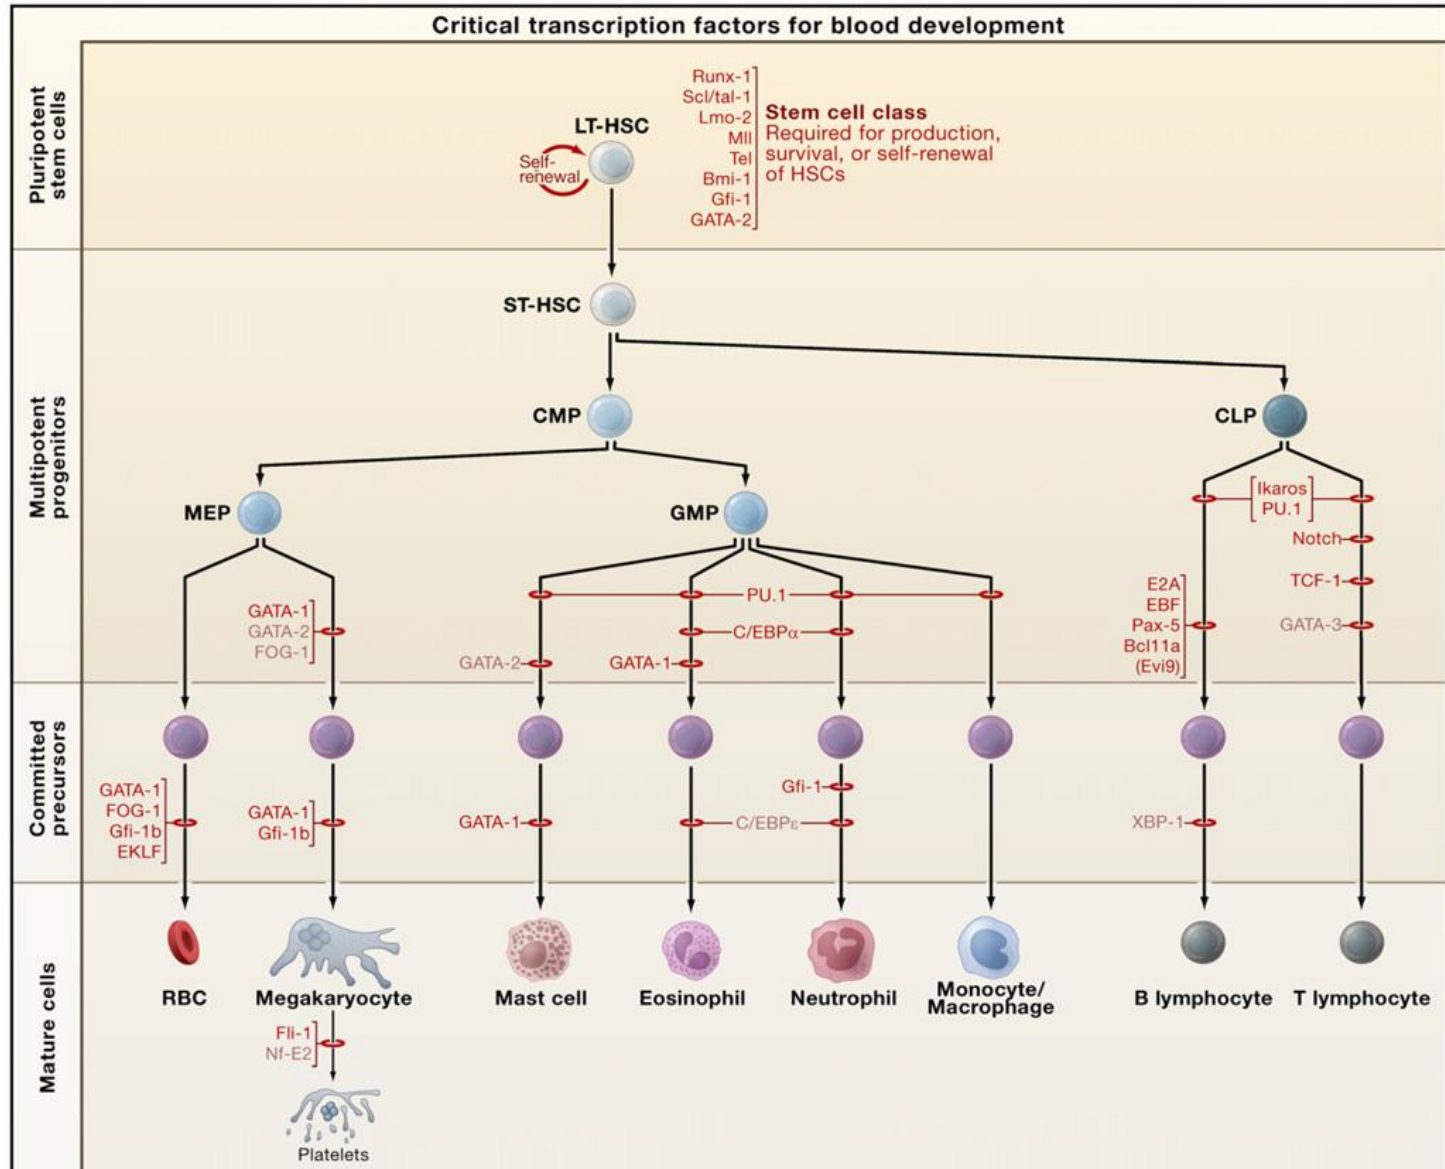 Critical transcription factors for blood development
Pluripotent
stem cells
LT-HSC
Self-
renewal
Runx-1
Scl/tal-1
Lmo-2
Mll
Tel
Bmi-1
Gfi-1
GATA-2
Stem cell class
Required for production,
survival, or self-renewal
of HSCs
Multipotent
progenitors
ST-HSC
CMP
CLP
MEP
GMP
Ikaros
PU.1
Notch
TCF-1
GATA-3
E2A
EBF
Pax-5
Bcl11a
(Evi9)
GATA-1
GATA-2
FOG-1
PU.1
C/EBPα
GATA-2
GATA-1
Committed
precursors
GATA-1
FOG-1
Gfi-1b
EKLF
GATA-1
Gfi-1b
GATA-1
Gfi-1
C/EBPε
XBP-1
Mature cells
RBC
Megakaryocyte
Mast cell
Eosinophil
Neutrophil
Monocyte/
Macrophage
B lymphocyte
T lymphocyte
Fli-1
Nf-E2
Platelets